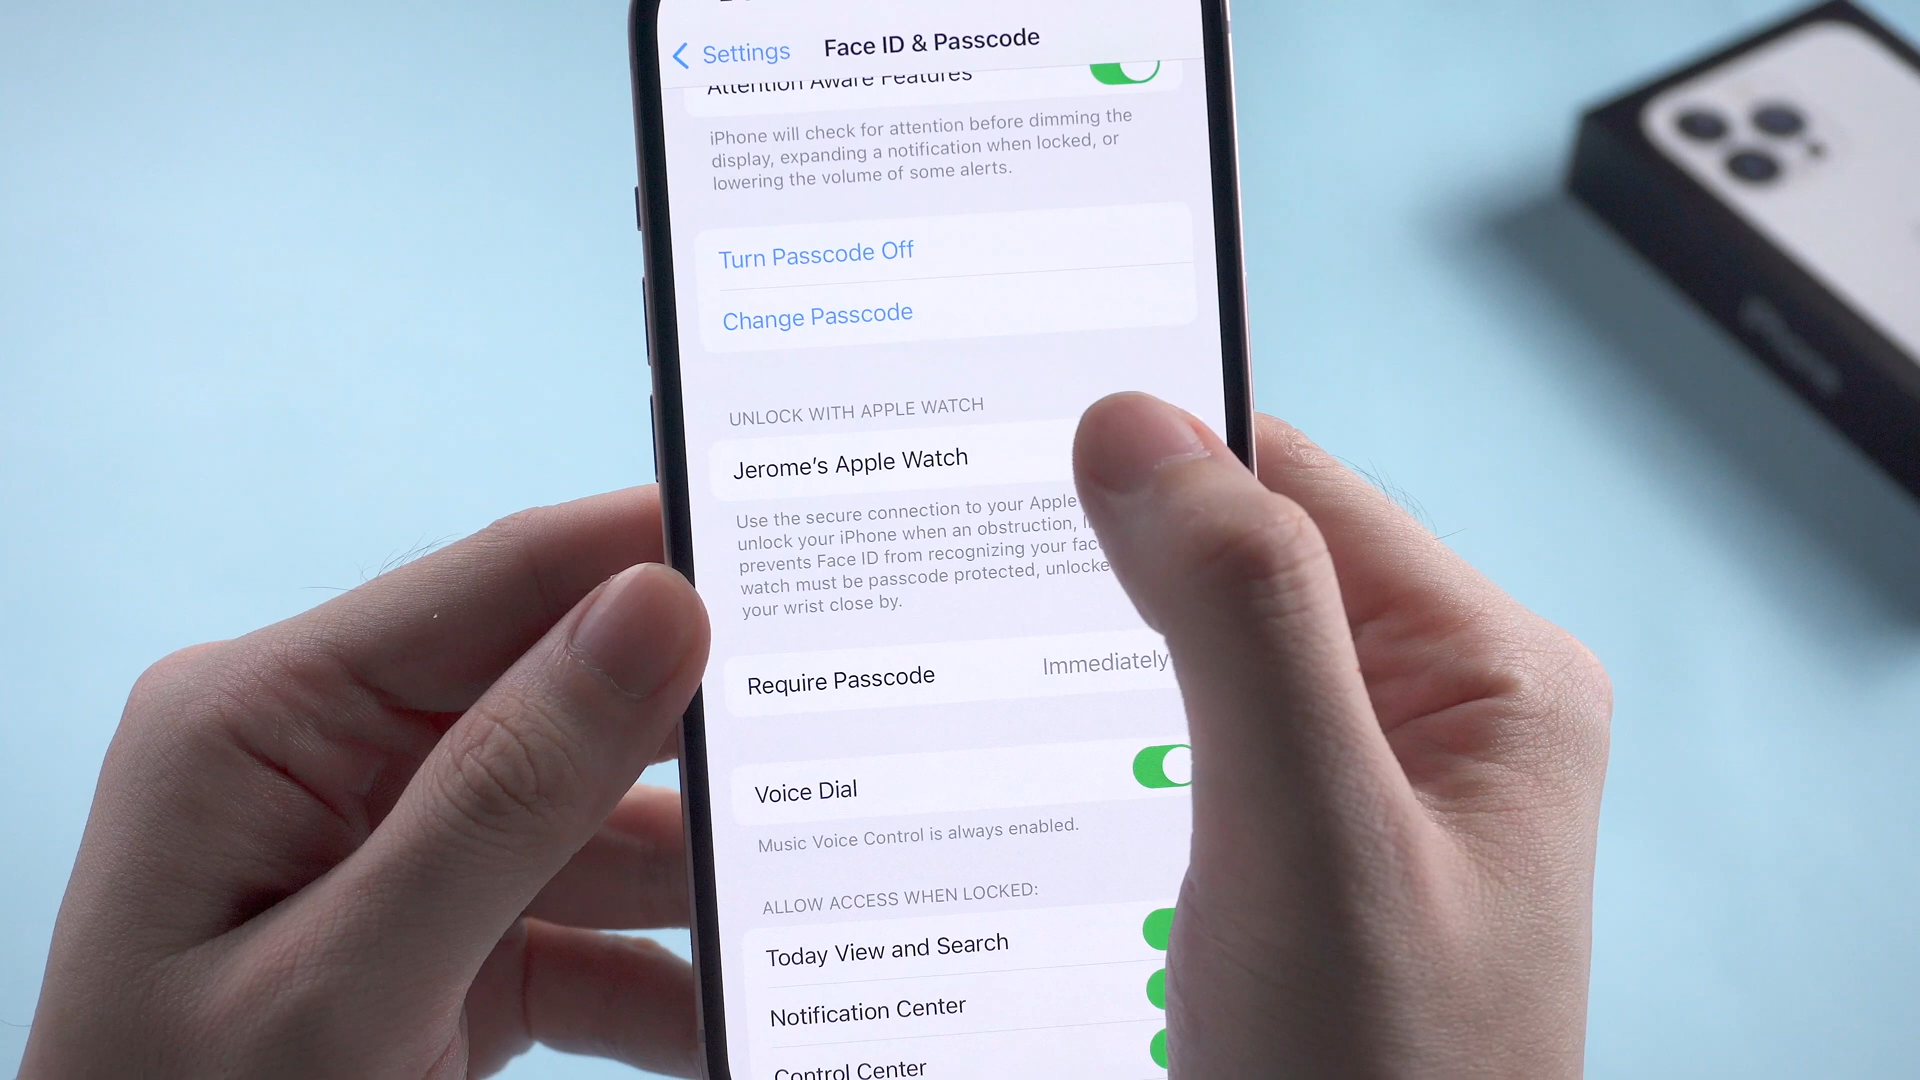 Settings
Face ID & Passcode
Attention Aware Features
iPhone will check for attention before dimming the
display, expanding a notification when locked, or
lowering the volume of some alerts.
Turn Passcode Off
Change Passcode
UNLOCK WITH APPLE WATCH
Jerome's Apple Watch
Use the secure connection to your Apple
unlock your iPhone when an obstruction,
prevents Face ID from recognizing your
watch must be passcode protected,
your wrist close by.
Require Passcode
Immediately
Voice Dial
Music Voice Control is always enabled.
ALLOW ACCESS WHEN LOCKED:
Today View and Search
Notification Center
Control Center
iPhone